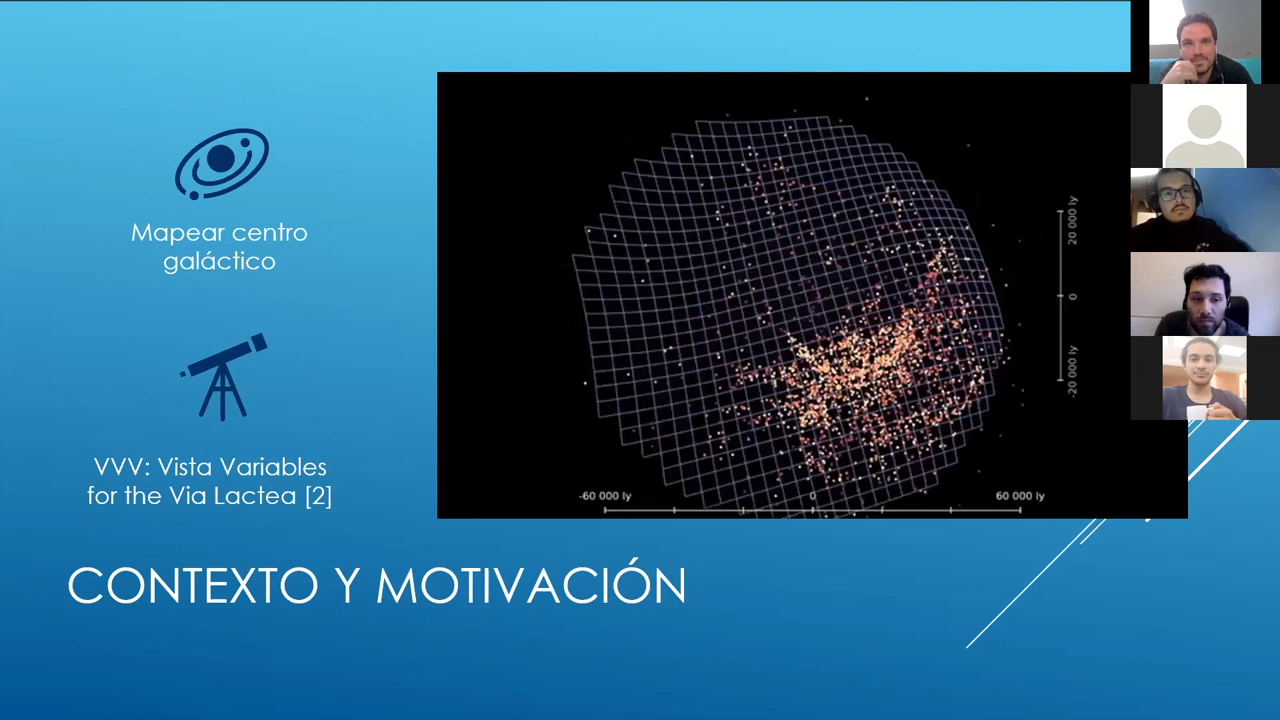 Mapear centro
galáctico
VVV: Vista Variables
for the Via Lactea [2]
20 000 ly
0
-20 000 ly
-60 000 ly
0
60 000 ly
CONTEXTO Y MOTIVACIÓN